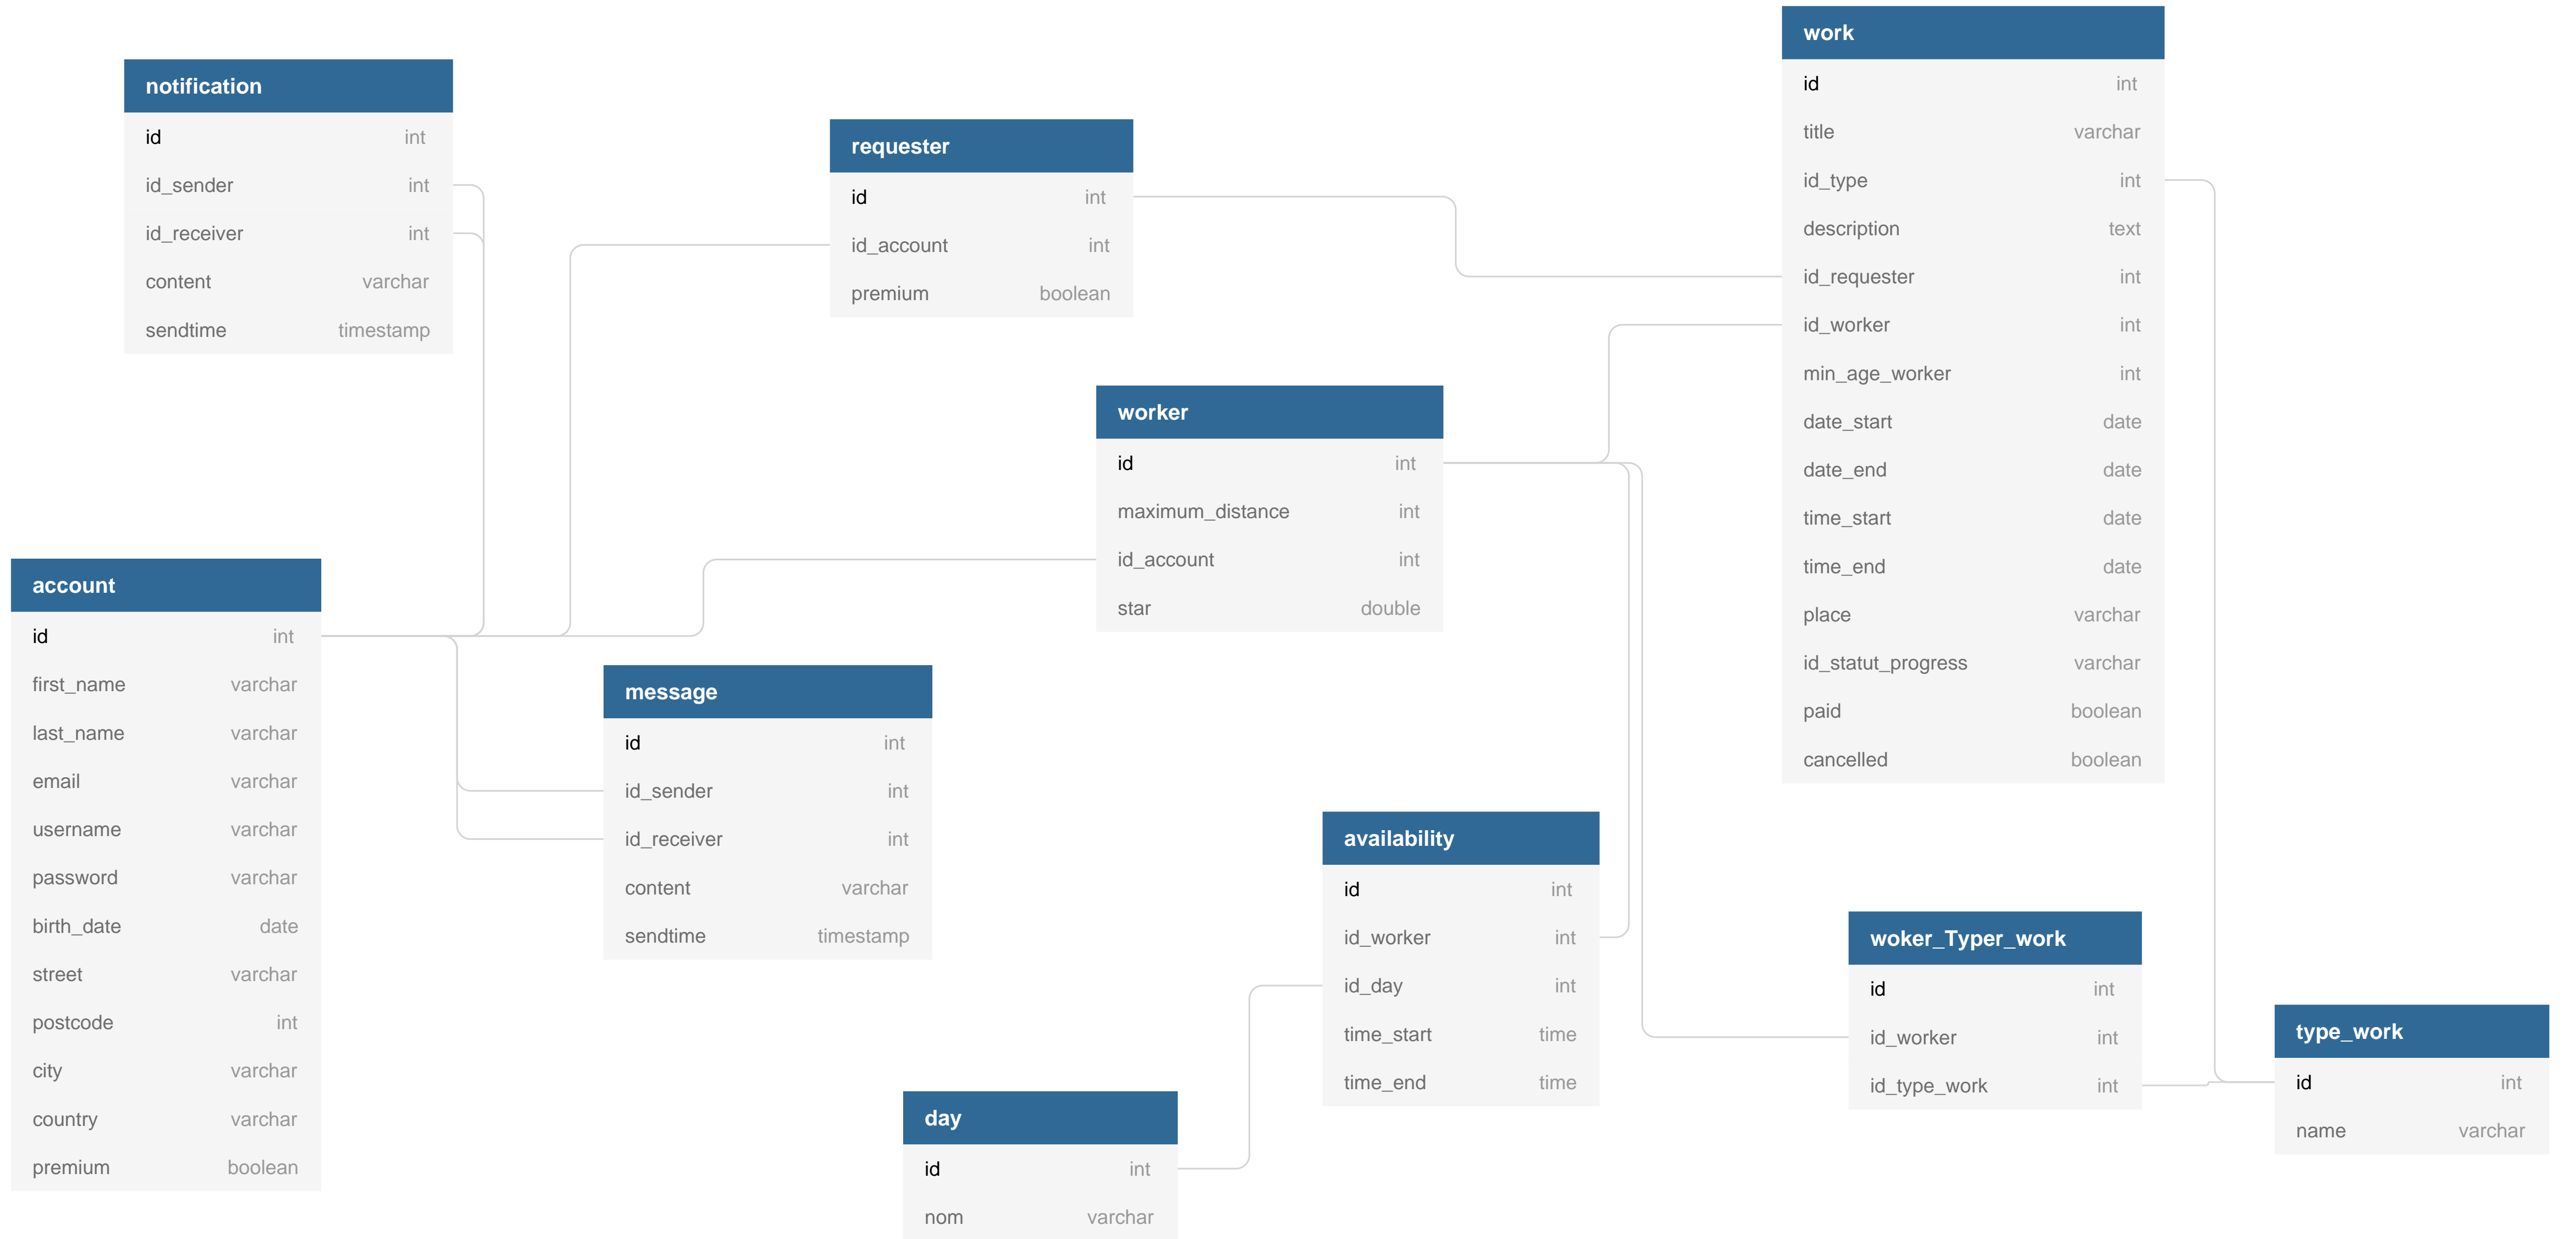 notification
id int
id_sender int
id_receiver int
content varchar
sendtime timestamp
requester
id int
id_account int
premium boolean
work
id int
title varchar
id_type int
description text
id_requester int
id_worker int
min_age_worker int
date_start date
date_end date
time_start date
time_end date
place varchar
id_statut_progress varchar
paid boolean
cancelled boolean
worker
id int
maximum_distance int
id_account int
star double
account
id int
first_name varchar
last_name varchar
email varchar
username varchar
password varchar
birth_date date
street varchar
postcode int
city varchar
country varchar
premium boolean
message
id int
id_sender int
id_receiver int
content varchar
sendtime timestamp
availability
id int
id_worker int
id_day int
time_start time
time_end time
woker_Typer_work
id int
id_worker int
id_type_work int
type_work
id int
name varchar
day
id int
nom varchar